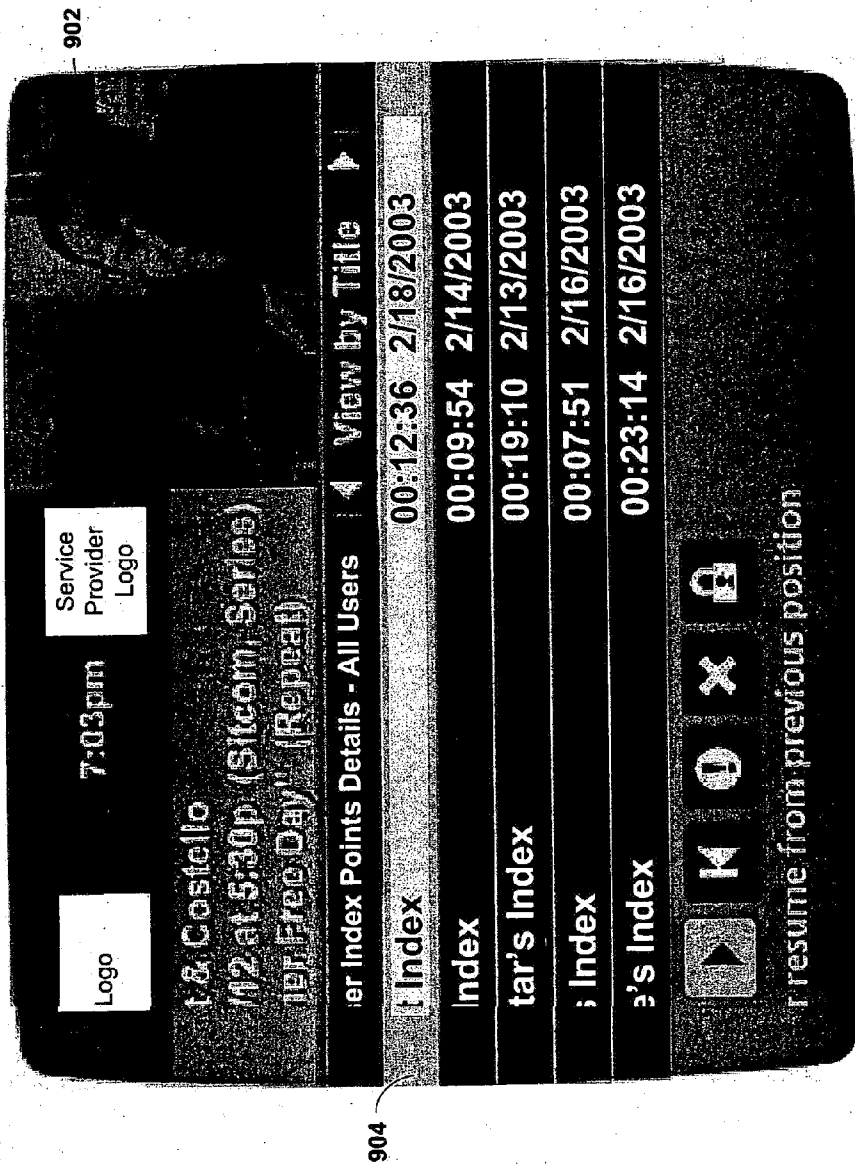 902
Logo
7:03pm
Service
Provider
Logo
t & Costello
/12 at 5:30p (Sitcom, Series)
ier Free Day" (Repeat)
ser Index Points Details - All Users ◀ View by Title ▶
904
t Index 00:12:36 2/18/2003
Index 00:09:54 2/14/2003
tar's Index 00:19:10 2/13/2003
s Index 00:07:51 2/16/2003
e's Index 00:23:14 2/16/2003
r resume from previous position